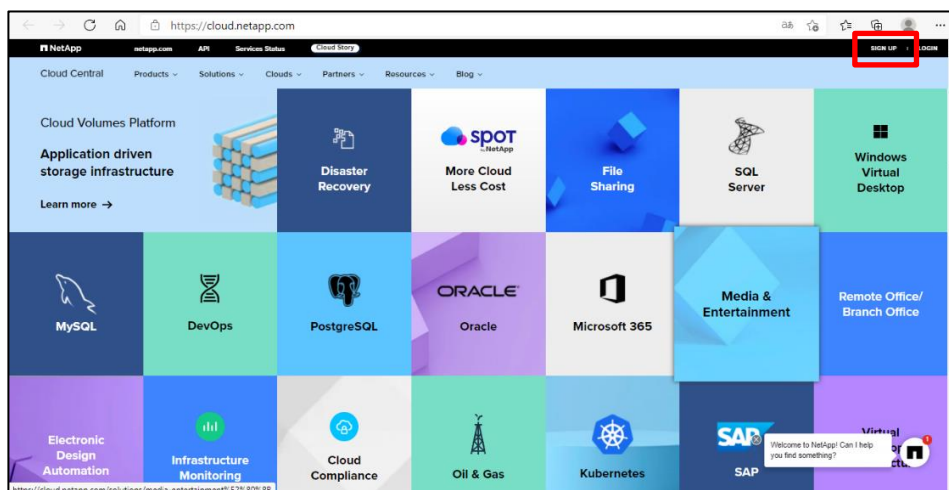 https://cloud.netapp.com
aあ
NetApp netapp.com API Services Status Cloud Story SIGN UP | LOGIN
Cloud Central Products Solutions Clouds Partners Resources Blog
Cloud Volumes Platform
Application driven
storage infrastructure
Learn more →
Disaster
Recovery
spot
by NetApp
More Cloud
Less Cost
File
Sharing
SQL
Server
Windows
Virtual
Desktop
MySQL
DevOps
PostgreSQL
ORACLE
Oracle
Microsoft 365
Media &
Entertainment
Remote Office/
Branch Office
Electronic
Design
Automation
Infrastructure
Monitoring
Cloud
Compliance
Oil & Gas
Kubernetes
SAP
SAP
Virtual
Welcome to NetApp! Can I help
you find something?
1